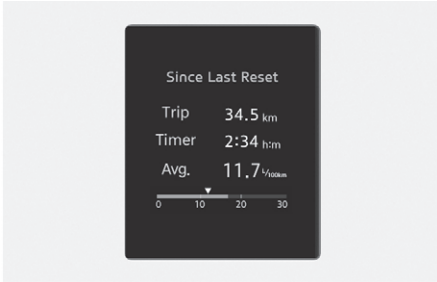 Since Last Reset
Trip 34.5 km
Timer 2:34 h:m
Avg. 11.7 L/100km
0 10 20 30